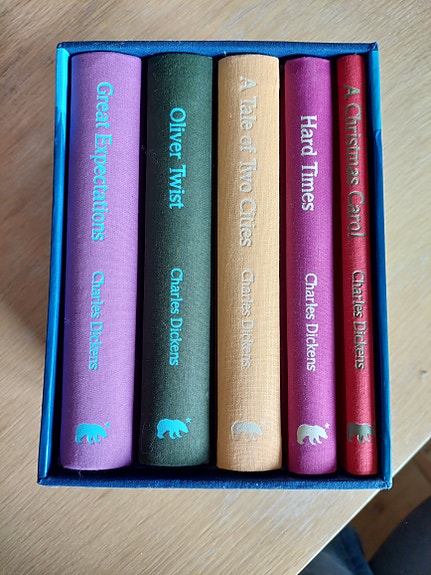 Great Expectations
Charles Dickens
Oliver Twist
Charles Dickens
A Tale of Two Cities
Charles Dickens
Hard Times
Charles Dickens
A Christmas Carol
Charles Dickens